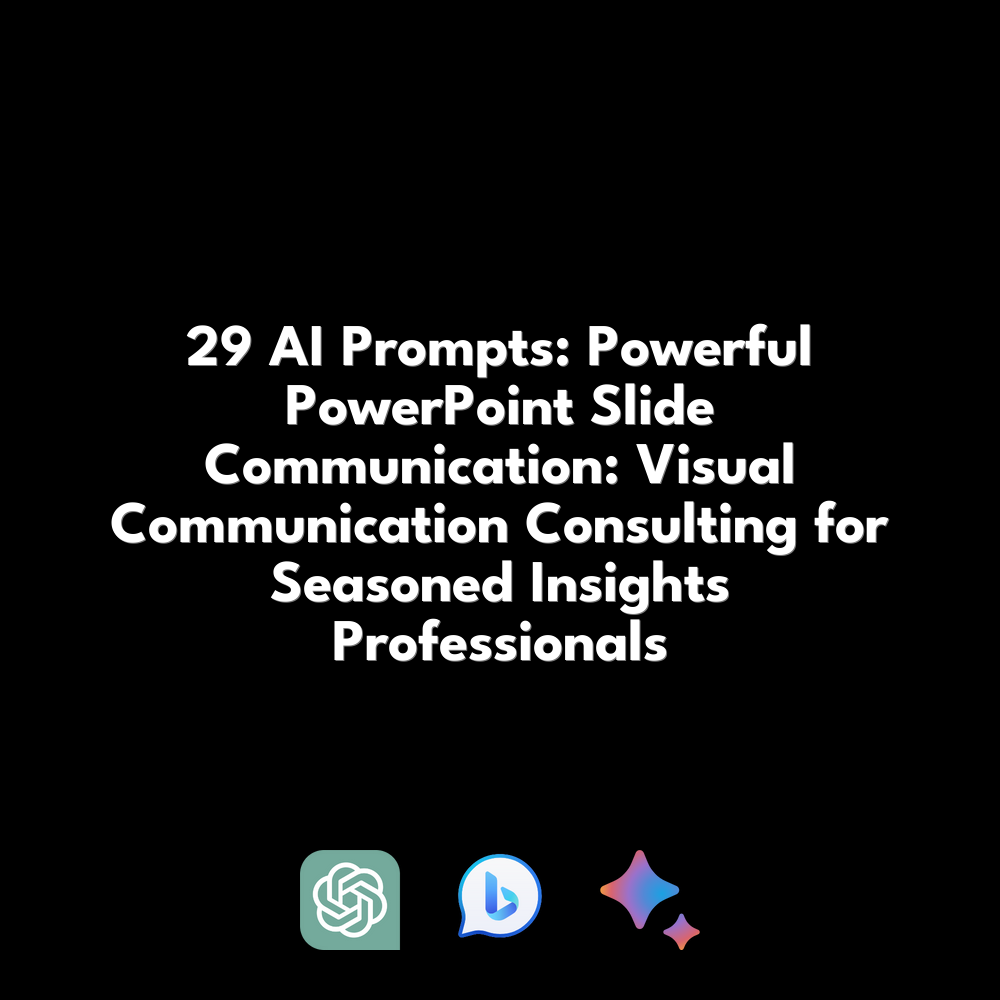 29 AI Prompts: Powerful
PowerPoint Slide
Communication: Visual
Communication Consulting for
Seasoned Insights
Professionals